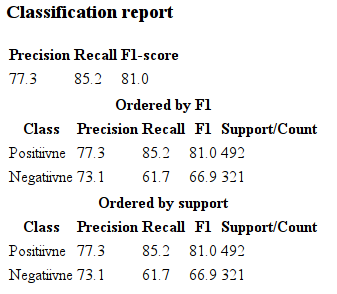 Classification report
Precision Recall F1-score
77.3 85.2 81.0
Ordered by F1
Class Precision Recall F1 Support/Count
Positiivne 77.3 85.2 81.0 492
Negatiivne 73.1 61.7 66.9 321
Ordered by support
Class Precision Recall F1 Support/Count
Positiivne 77.3 85.2 81.0 492
Negatiivne 73.1 61.7 66.9 321